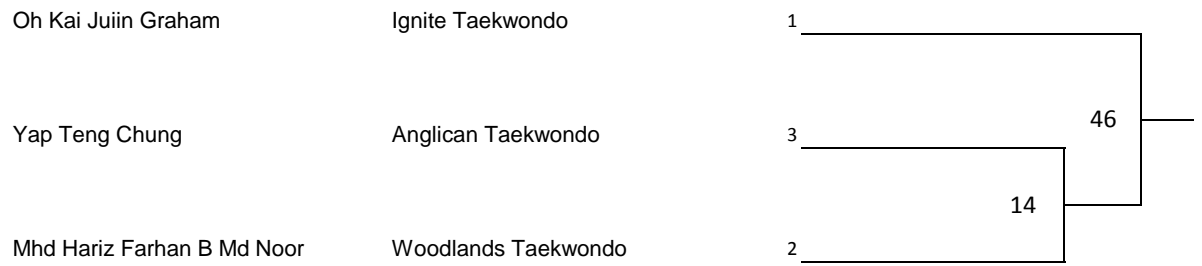 Oh Kai Juiin Graham Ignite Taekwondo 1
46
Yap Teng Chung Anglican Taekwondo 3
14
Mhd Hariz Farhan B Md Noor Woodlands Taekwondo 2